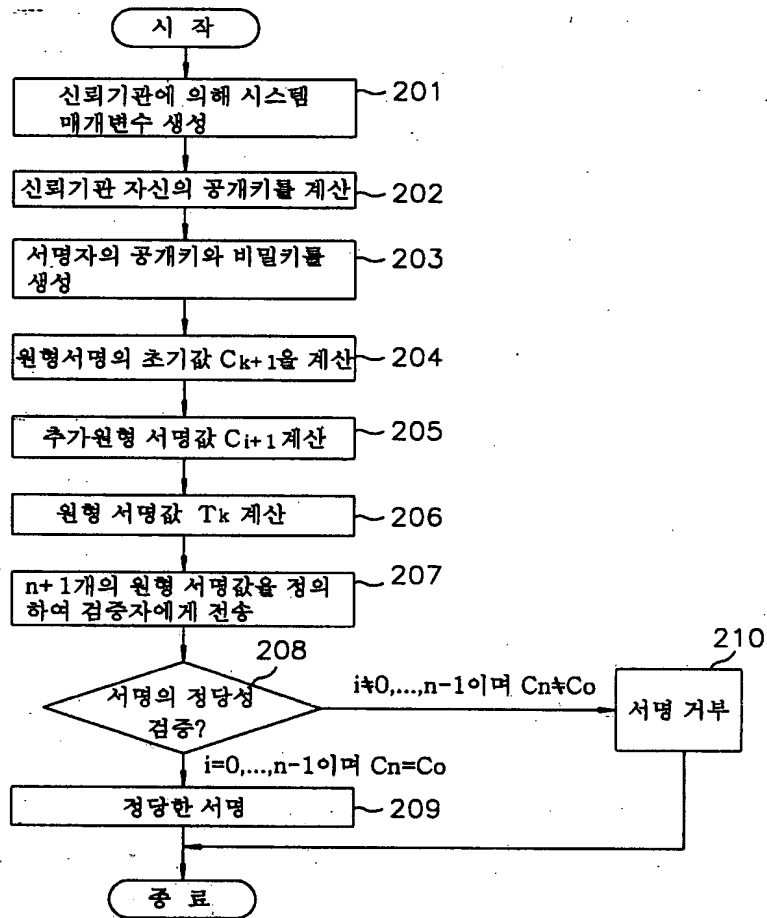 시 작
신뢰기관에 의해 시스템
매개변수 생성
201
신뢰기관 자신의 공개키를 계산
202
서명자의 공개키와 비밀키를
생성
203
원형서명의 초기값 Ck+1을 계산
204
추가원형 서명값 Ci+1 계산
205
원형 서명값 Tk 계산
206
n+1개의 원형 서명값을 정의
하여 검증자에게 전송
207
서명의 정당성
검증?
208
i≠0,...,n-1이며 Cn≠Co
서명 거부
210
i=0,...,n-1이며 Cn=Co
정당한 서명
209
종 료